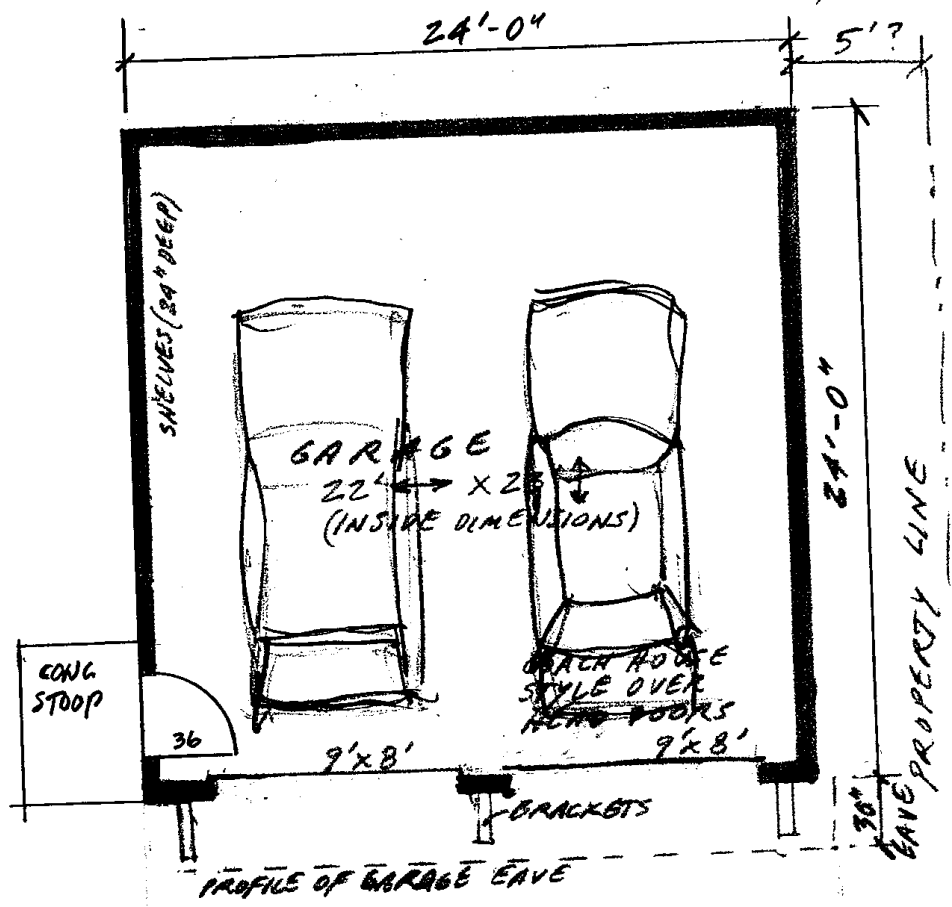 24'-0"
5'?
SHELVES (24" DEEP)
GARAGE
22' X 23
(INSIDE DIMENSIONS)
24'-0"
PROPERTY LINE
CONC
STOOP
36
COACH HOUSE
STYLE OVER
HEAD DOORS
9'X8'
9'X8'
BRACKETS
30"
EAVE
PROFILE OF GARAGE EAVE